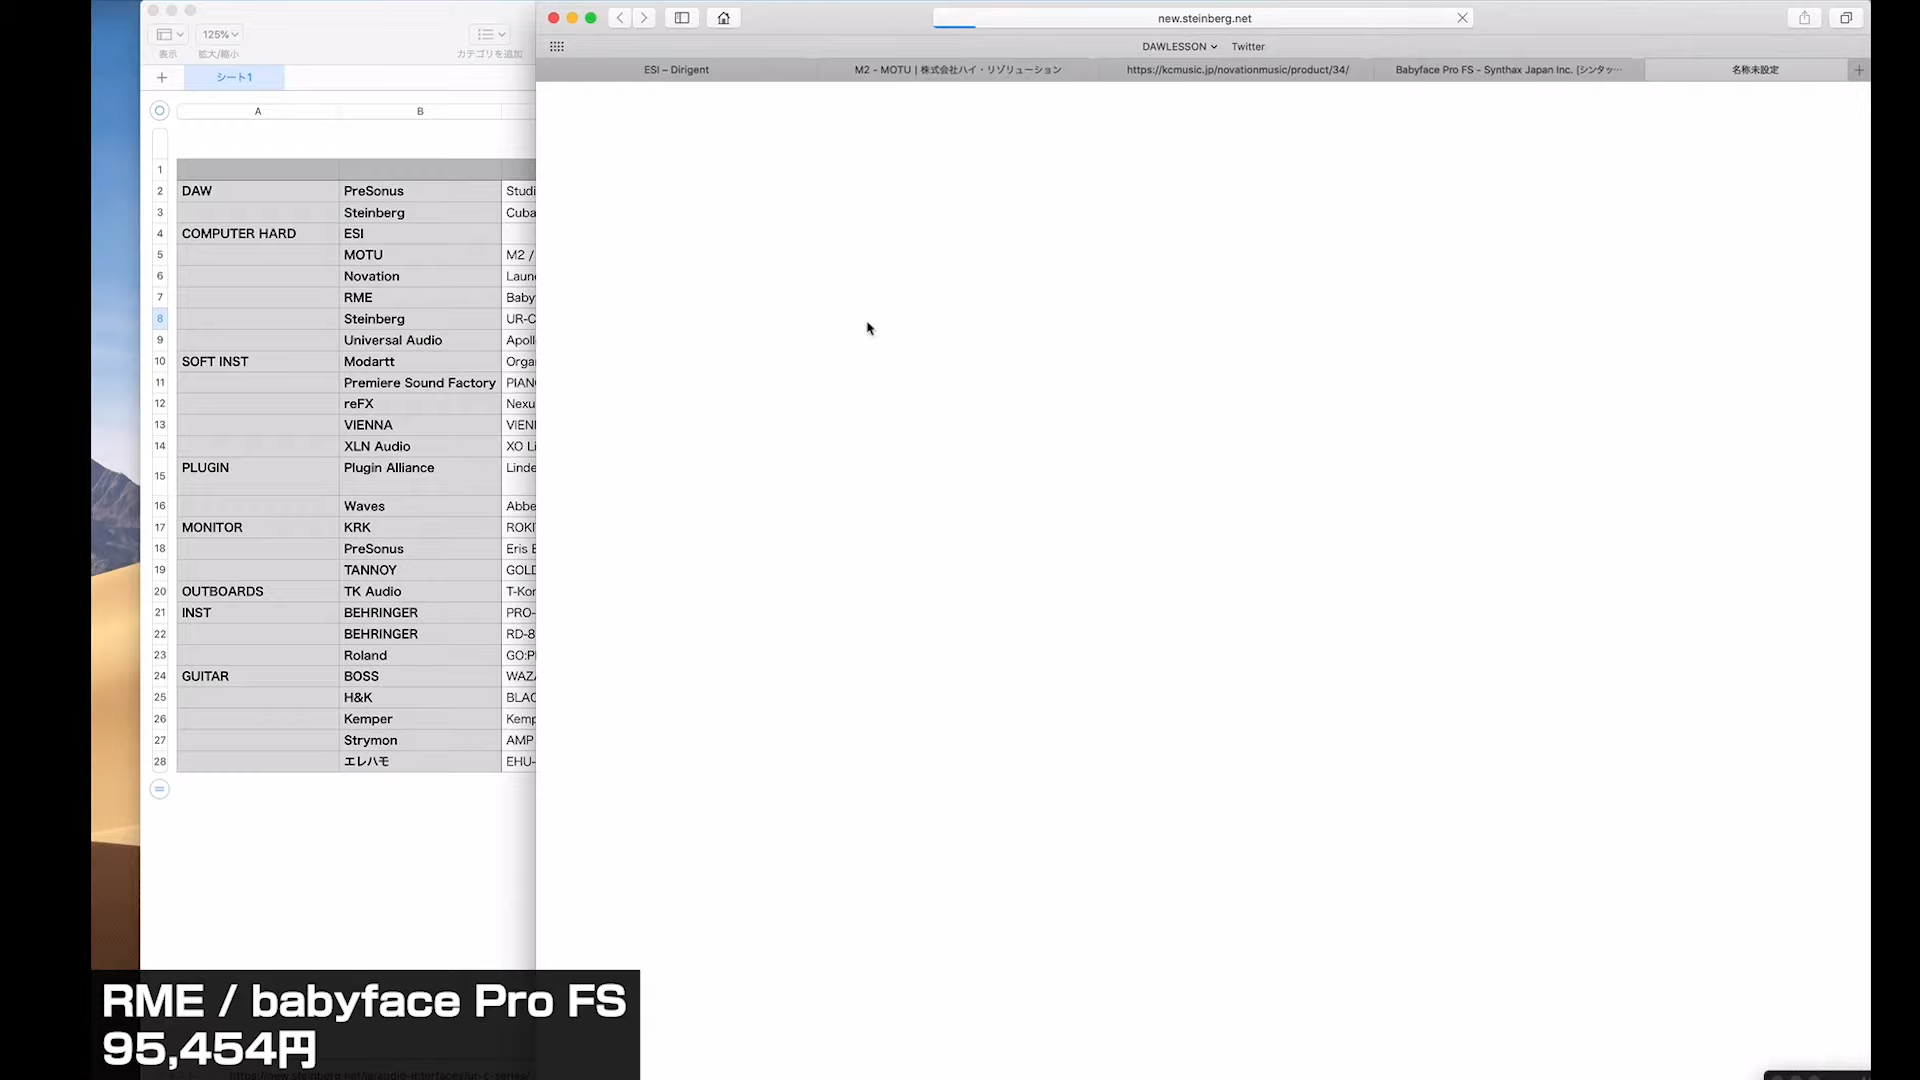 new.steinberg.net
125%
表示
拡大/縮小
カテゴリを追加
DAWLESSON
Twitter
シート1
ESI – Dirigent
M2 - MOTU | 株式会社ハイ・リゾリューション
https://kcmusic.jp/novationmusic/product/34/
Babyface Pro FS - Synthax Japan Inc. [シンタッ…
名称未設定
A B
1
2 DAW PreSonus Studi
3 Steinberg Cuba
4 COMPUTER HARD ESI
5 MOTU M2 /
6 Novation Laun
7 RME Baby
8 Steinberg UR-C
9 Universal Audio Apoll
10 SOFT INST Modartt Orga
11 Premiere Sound Factory PIAN
12 reFX Nexu
13 VIENNA VIEN
14 XLN Audio XO Li
15 PLUGIN Plugin Alliance Linde
16 Waves Abbe
17 MONITOR KRK ROKI
18 PreSonus Eris E
19 TANNOY GOLD
20 OUTBOARDS TK Audio T-Kor
21 INST BEHRINGER PRO-
22 BEHRINGER RD-8
23 Roland GO:P
24 GUITAR BOSS WAZA
25 H&K BLAC
26 Kemper Kemp
27 Strymon AMP
28 エレハモ EHU-
RME / babyface Pro FS
95,454円